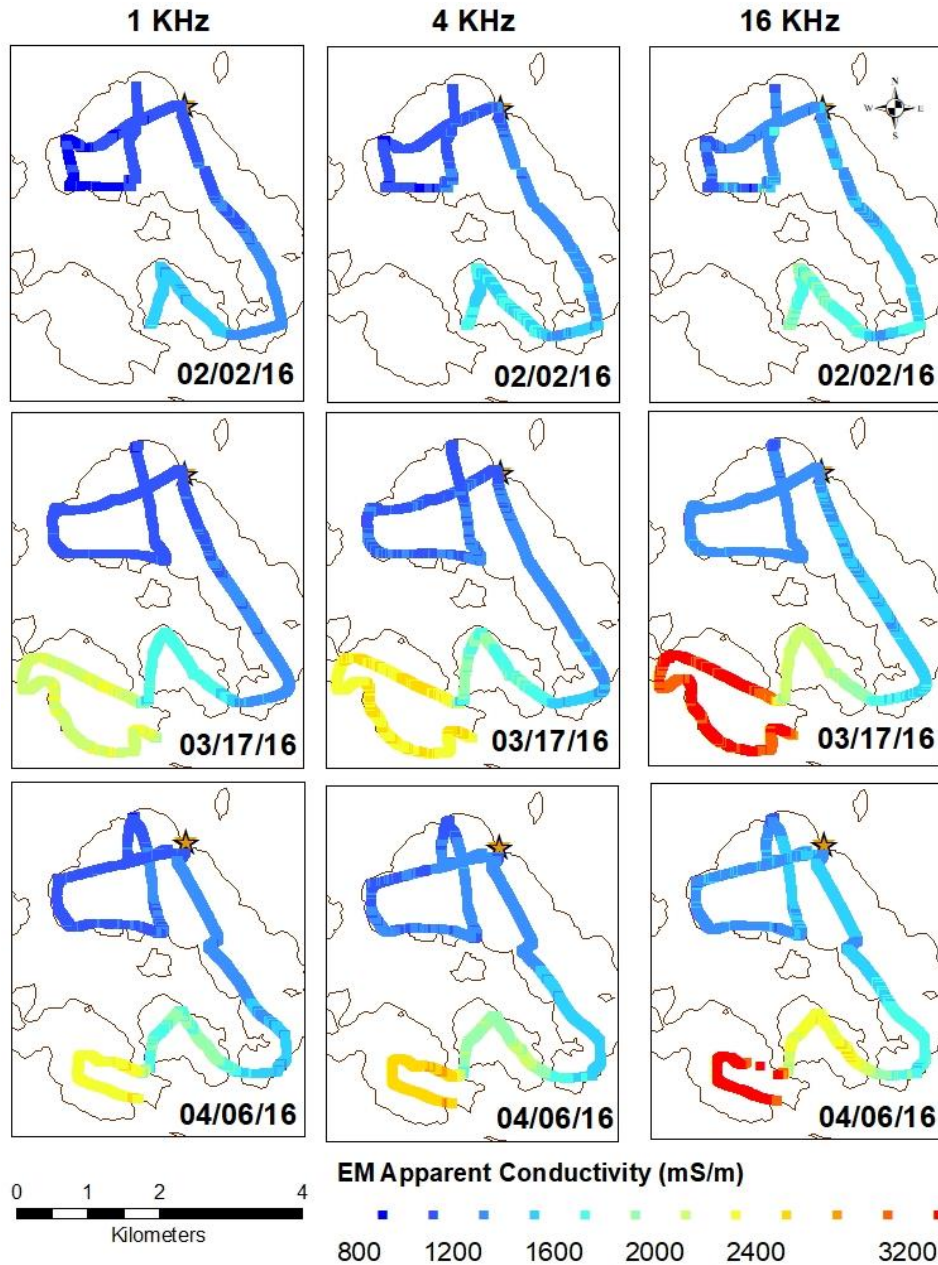 1 KHz 4 KHz 16 KHz
N
W E
S
02/02/16 02/02/16 02/02/16
03/17/16 03/17/16 03/17/16
04/06/16 04/06/16 04/06/16
EM Apparent Conductivity (mS/m)
0 1 2 4
Kilometers
800 1200 1600 2000 2400 3200